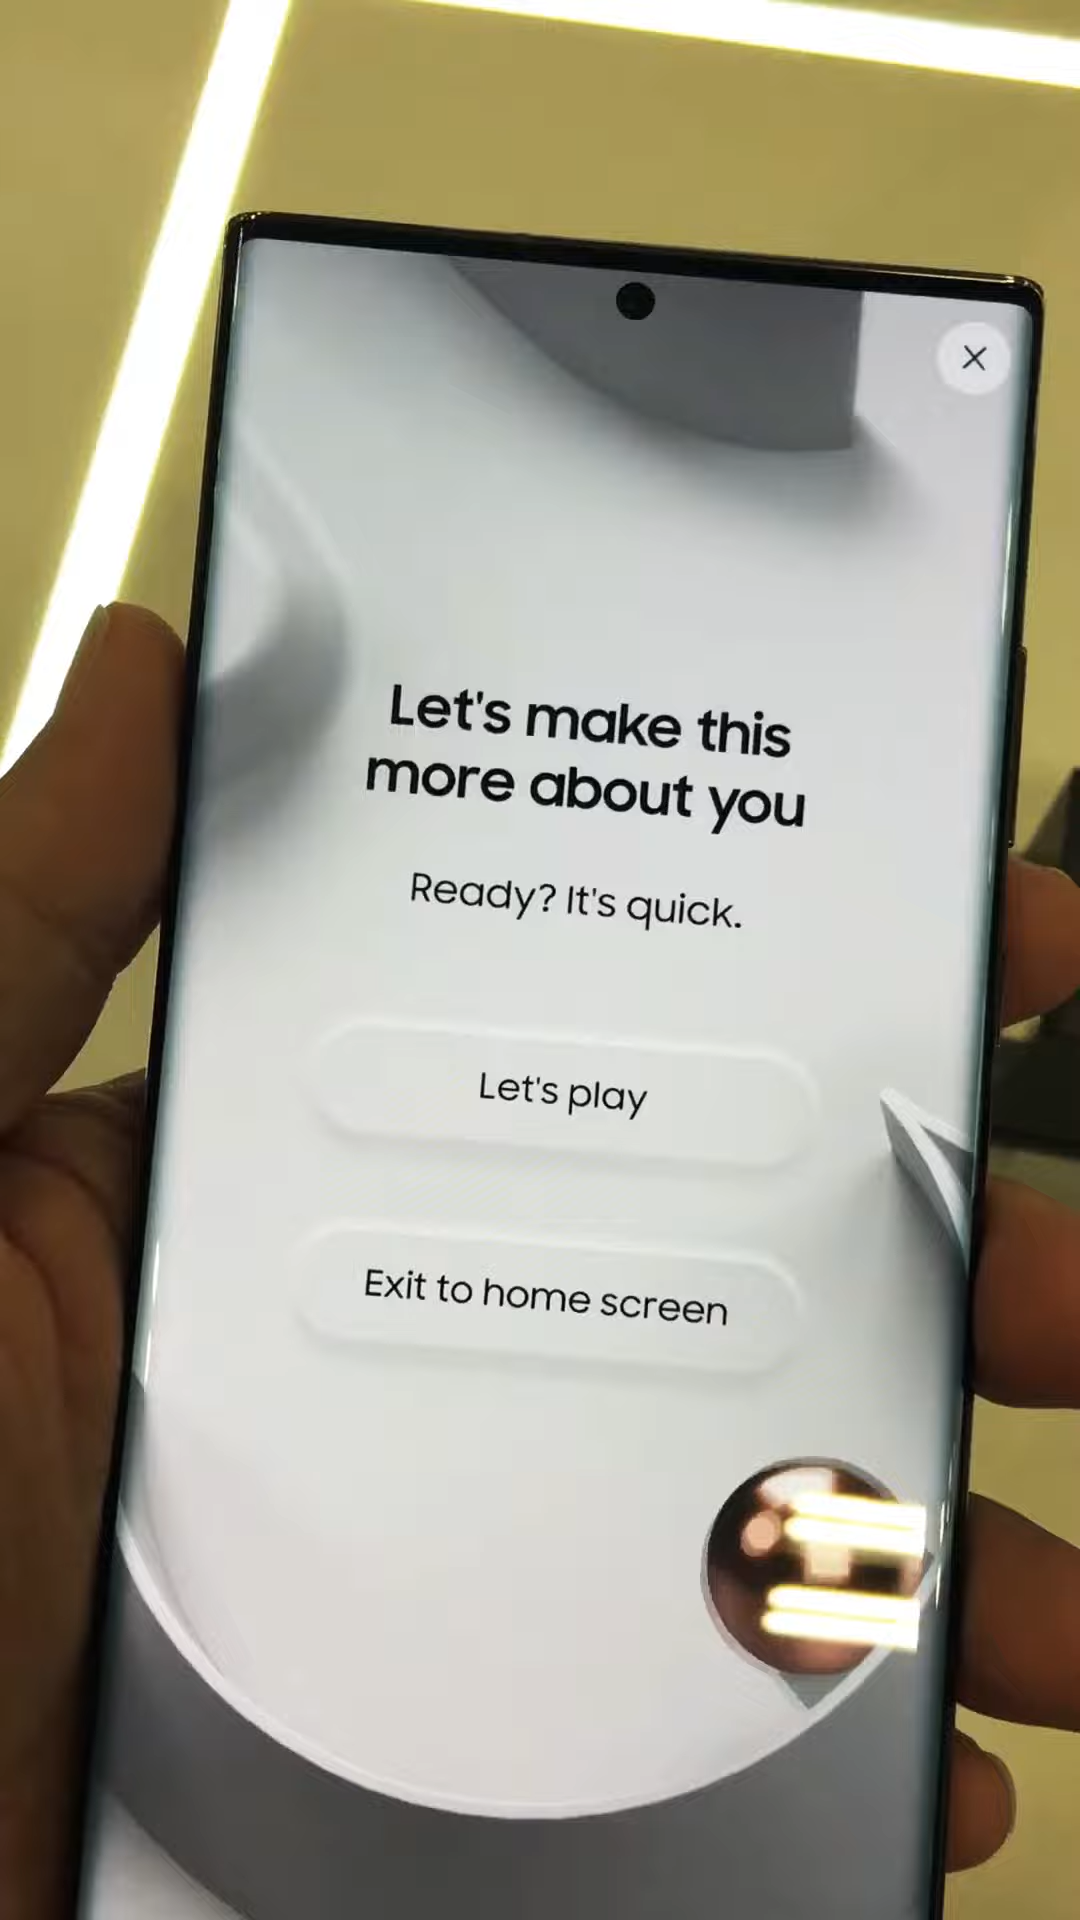 Let's make this
more about you
Ready? It's quick.
Let's play
Exit to home screen